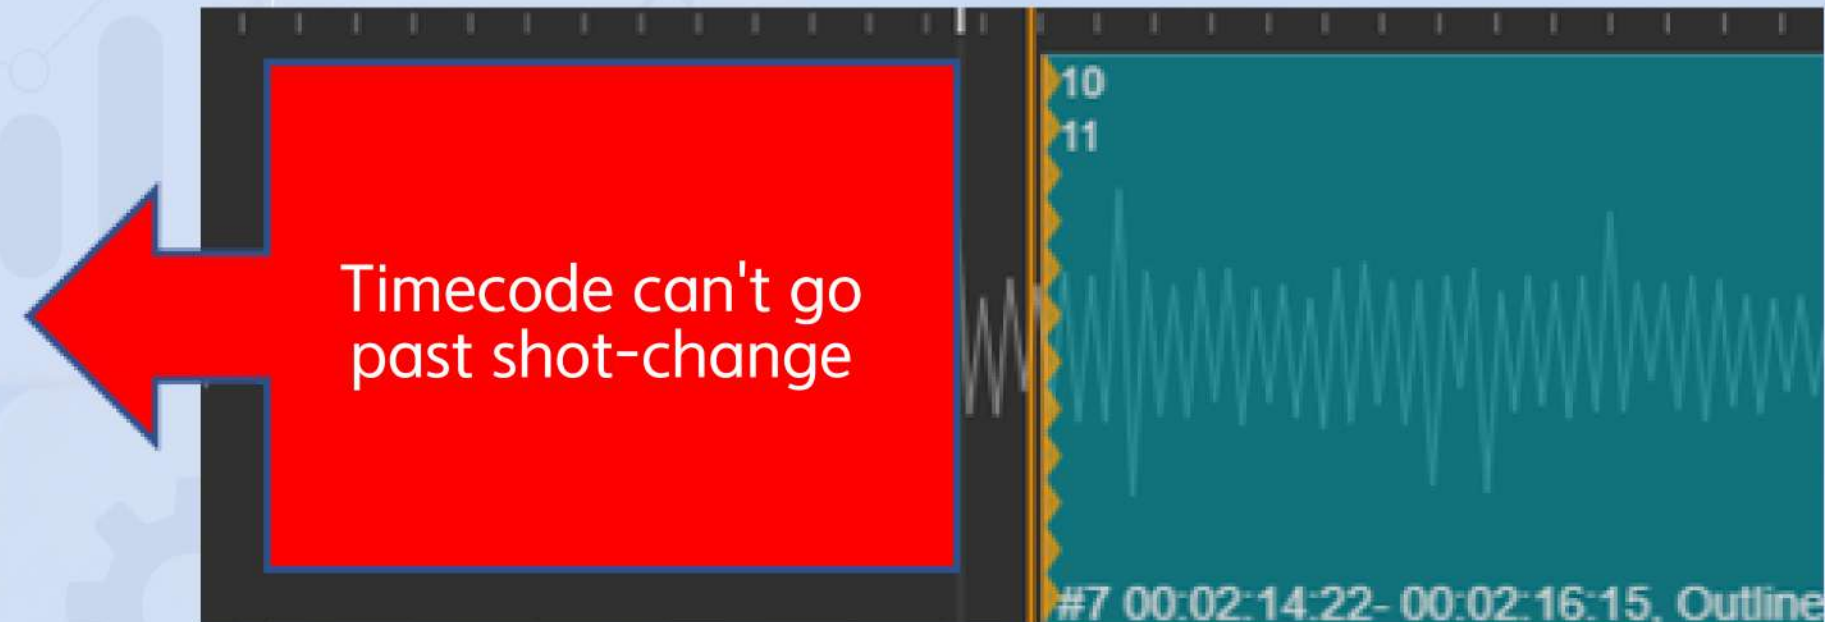 10
11
Timecode can't go
past shot-change
#7 00:02:14:22- 00:02:16:15, Outline